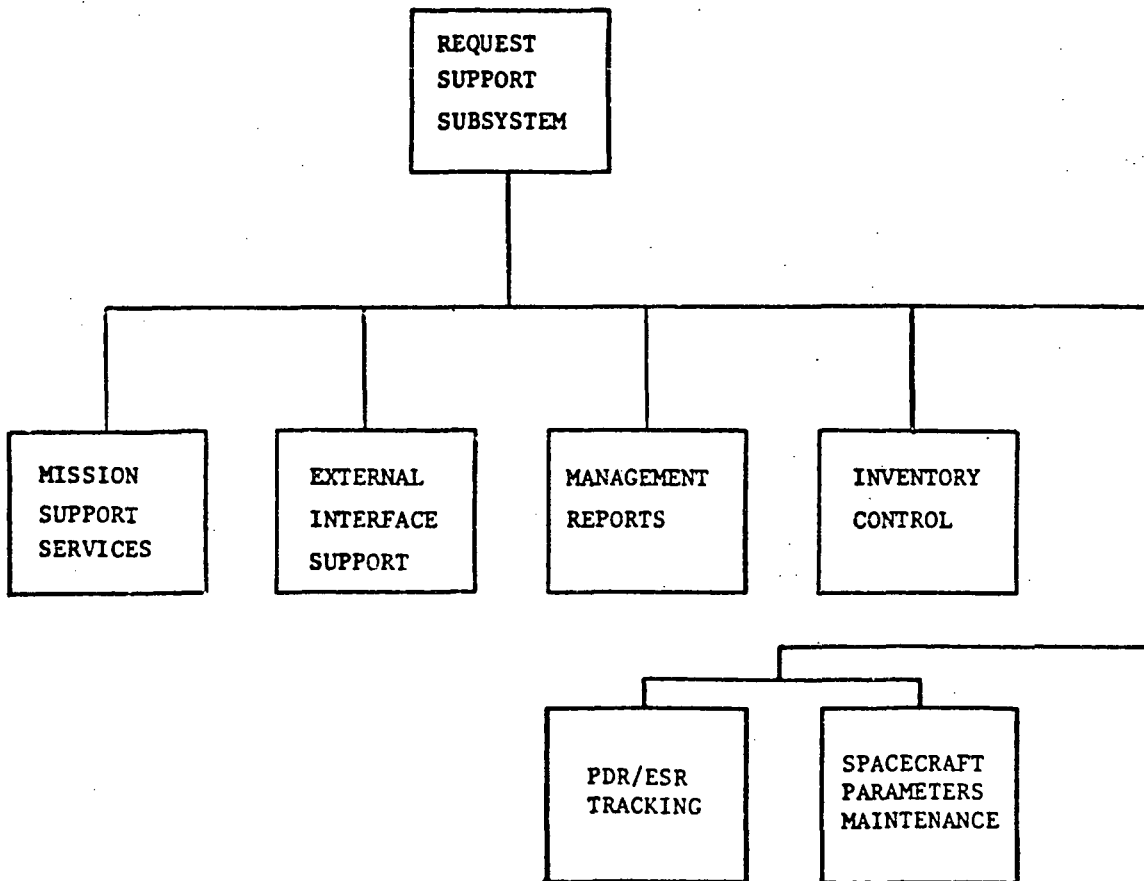 REQUEST
SUPPORT
SUBSYSTEM
MISSION
SUPPORT
SERVICES
EXTERNAL
INTERFACE
SUPPORT
MANAGEMENT
REPORTS
INVENTORY
CONTROL
PDR/ESR
TRACKING
SPACECRAFT
PARAMETERS
MAINTENANCE